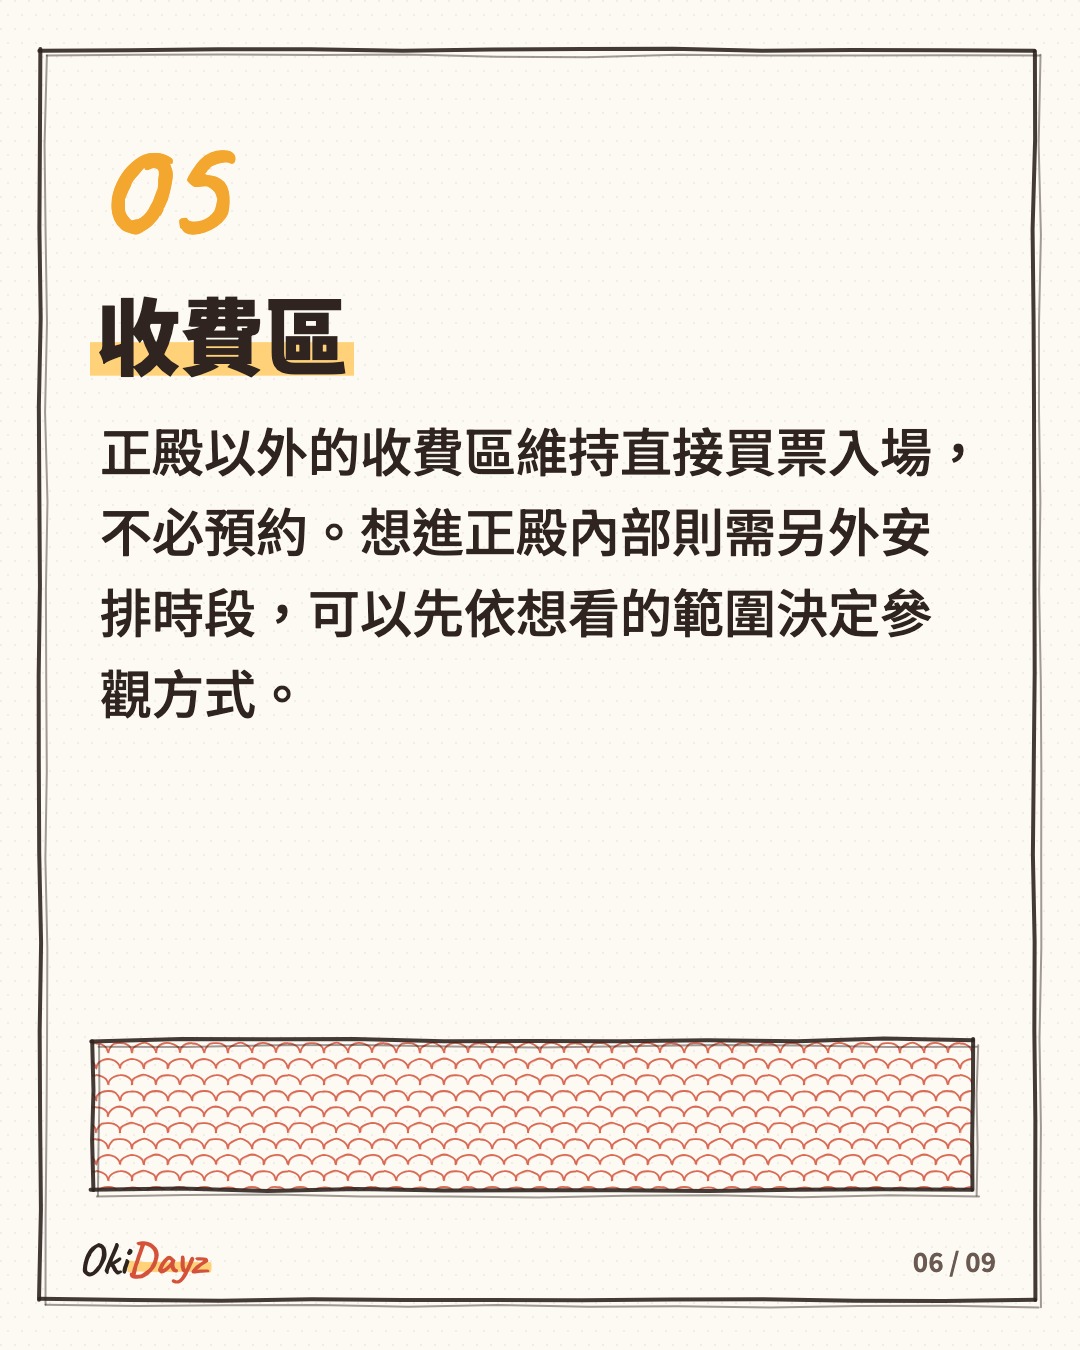 05
收費區
正殿以外的收費區維持直接買票入場，
不必預約。想進正殿內部則需另外安
排時段，可以先依想看的範圍決定參
觀方式。
OkiDayz
06 / 09